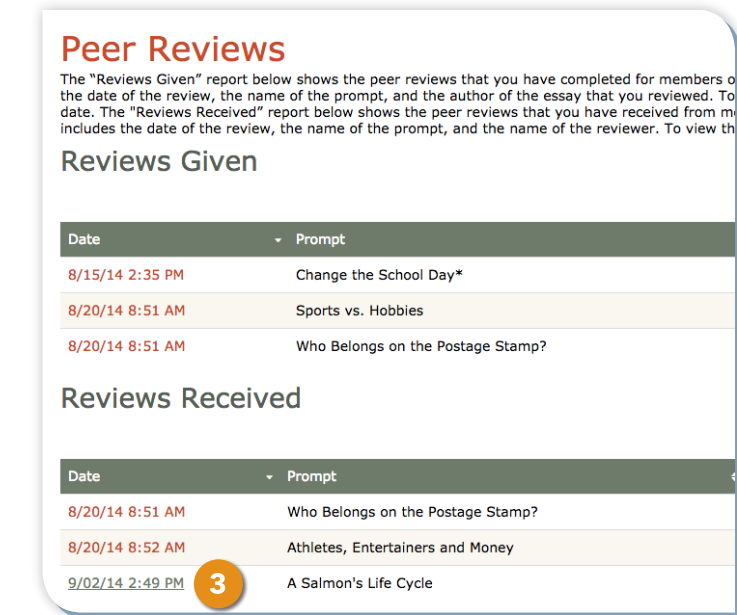 Peer Reviews
The “Reviews Given” report below shows the peer reviews that you have completed for members o
the date of the review, the name of the prompt, and the author of the essay that you reviewed. To
date. The "Reviews Received” report below shows the peer reviews that you have received from m
includes the date of the review, the name of the prompt, and the name of the reviewer. To view th
Reviews Given
Date Prompt
8/15/14 2:35 PM Change the School Day*
8/20/14 8:51 AM Sports vs. Hobbies
8/20/14 8:51 AM Who Belongs on the Postage Stamp?
Reviews Received
Date Prompt
8/20/14 8:51 AM Who Belongs on the Postage Stamp?
8/20/14 8:52 AM Athletes, Entertainers and Money
9/02/14 2:49 PM 3 A Salmon's Life Cycle